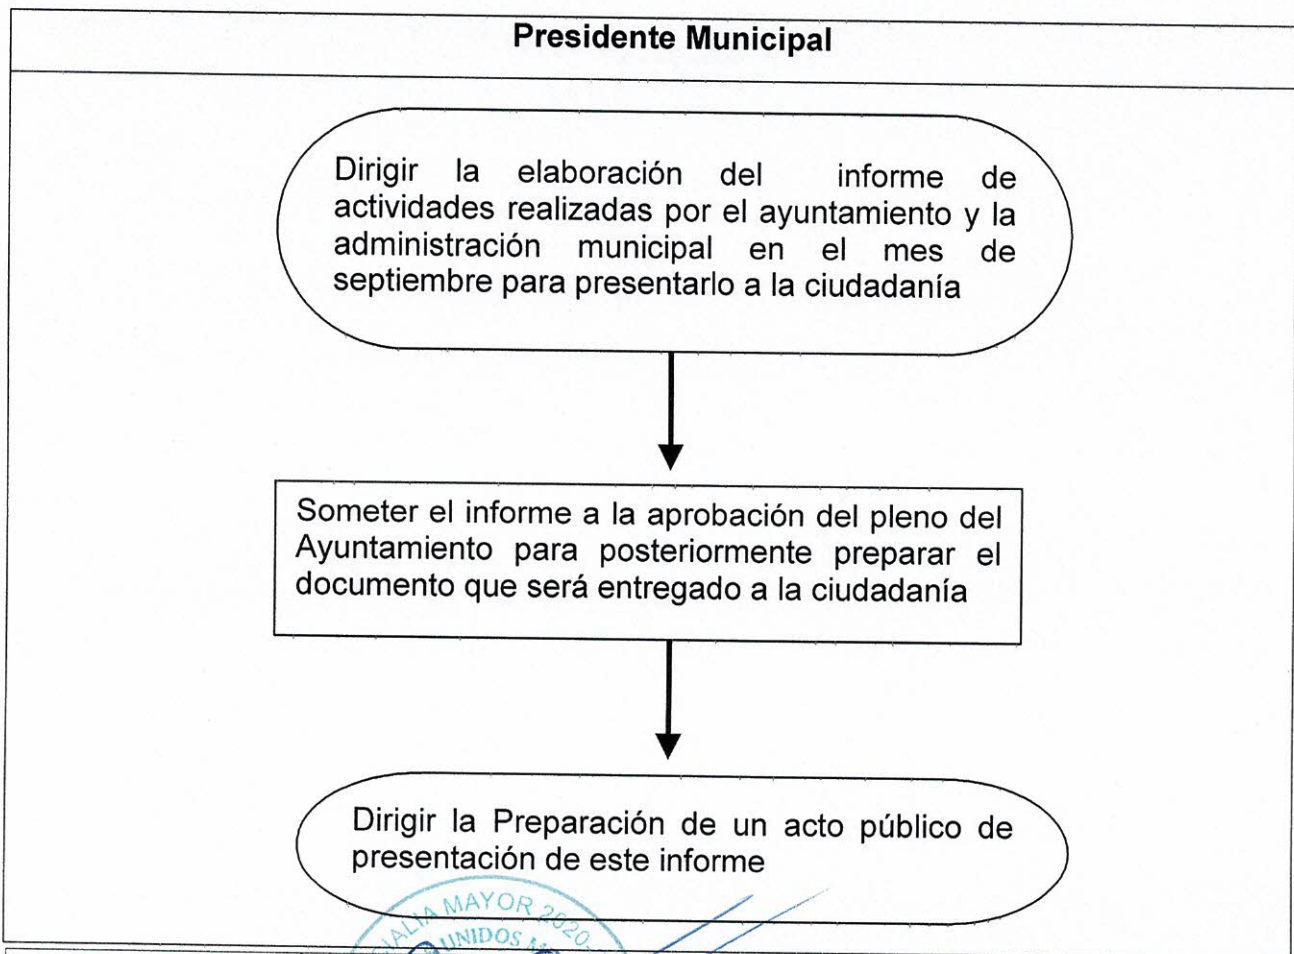 Presidente Municipal
Dirigir la elaboración del informe de
actividades realizadas por el ayuntamiento y la
administración municipal en el mes de
septiembre para presentarlo a la ciudadanía
Someter el informe a la aprobación del pleno del
Ayuntamiento para posteriormente preparar el
documento que será entregado a la ciudadanía
Dirigir la Preparación de un acto público de
presentación de este informe
MAYOR 2020-
UNIDOS